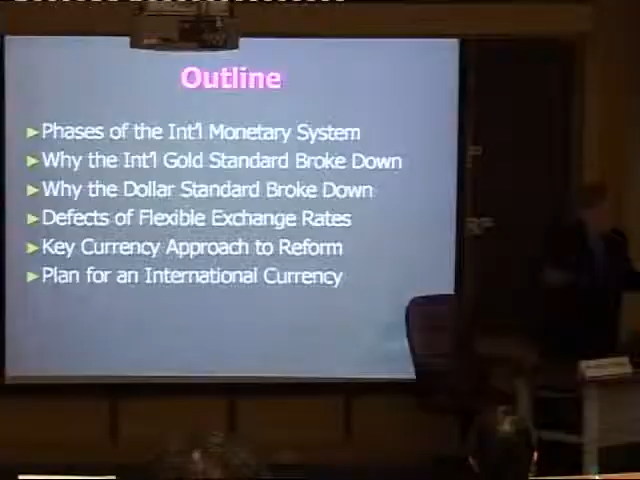 Outline
Phases of the Int'l Monetary System
Why the Int'l Gold Standard Broke Down
Why the Dollar Standard Broke Down
Defects of Flexible Exchange Rates
Key Currency Approach to Reform
Plan for an International Currency